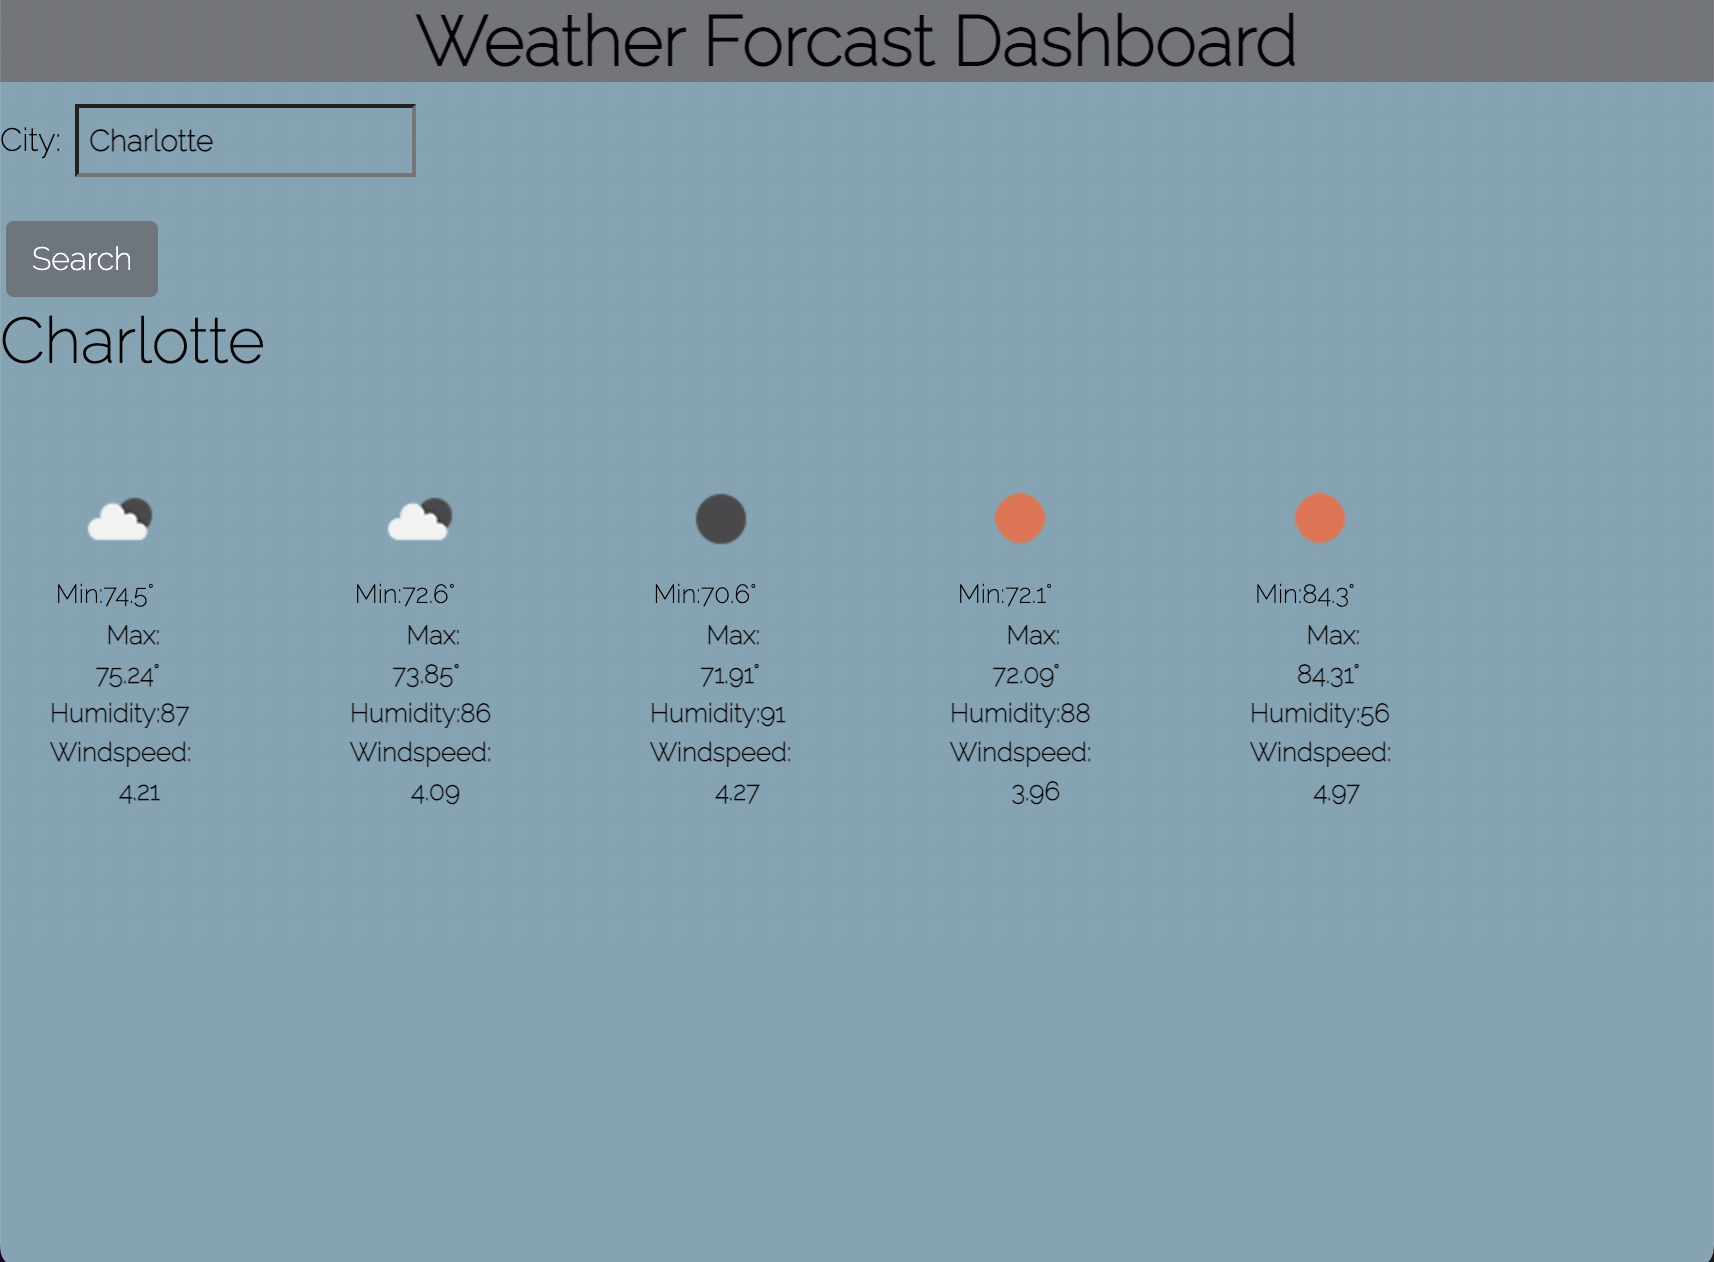 Weather Forcast Dashboard
City: Charlotte
Search
Charlotte
Min:74.5°
Max:
75.24°
Humidity:87
Windspeed:
4.21
Min:72.6°
Max:
73.85°
Humidity:86
Windspeed:
4.09
Min:70.6°
Max:
71.91°
Humidity:91
Windspeed:
4.27
Min:72.1°
Max:
72.09°
Humidity:88
Windspeed:
3.96
Min:84.3°
Max:
84.31°
Humidity:56
Windspeed:
4.97